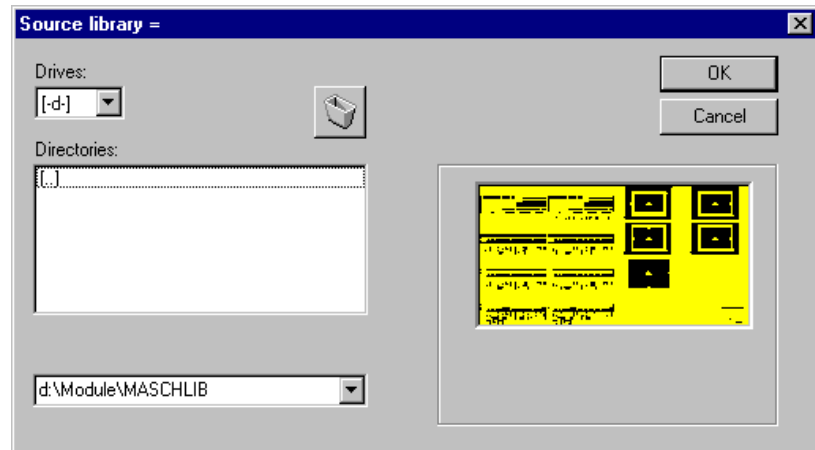 Source library =
Drives:
[-d-]
OK
Cancel
Directories:
[..]
d:\Module\MASCHLIB